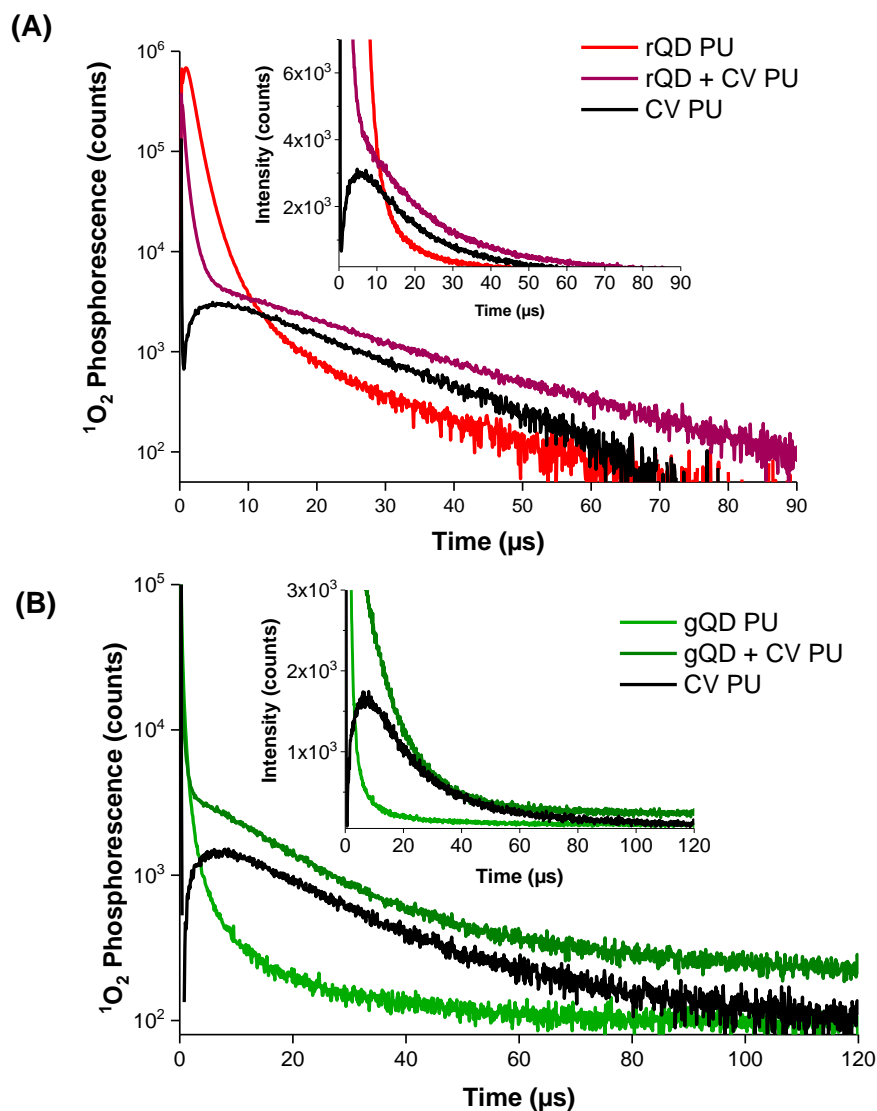 (A)
¹O₂ Phosphorescence (counts)
10⁶
10⁵
10⁴
10³
10²
0 10 20 30 40 50 60 70 80 90
Time (µs)
Intensity (counts)
6x10³
4x10³
2x10³
0 10 20 30 40 50 60 70 80 90
Time (µs)
rQD PU
rQD + CV PU
CV PU
(B)
¹O₂ Phosphorescence (counts)
10⁵
10⁴
10³
10²
0 20 40 60 80 100 120
Time (µs)
Intensity (counts)
3x10³
2x10³
1x10³
0 20 40 60 80 100 120
Time (µs)
gQD PU
gQD + CV PU
CV PU